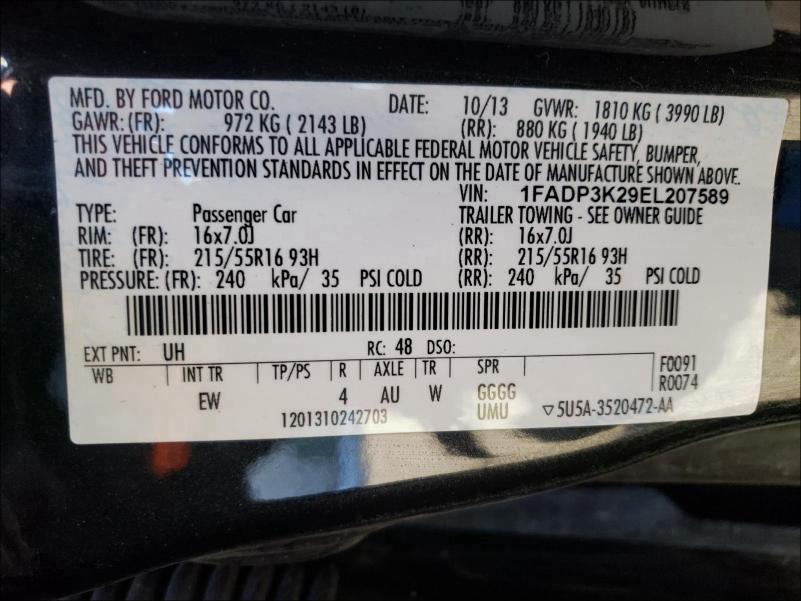 MFD. BY FORD MOTOR CO. DATE: 10/13 GVWR: 1810 KG ( 3990 LB)
GAWR: (FR): 972 KG ( 2143 LB) (RR): 880 KG ( 1940 LB)
THIS VEHICLE CONFORMS TO ALL APPLICABLE FEDERAL MOTOR VEHICLE SAFETY, BUMPER,
AND THEFT PREVENTION STANDARDS IN EFFECT ON THE DATE OF MANUFACTURE SHOWN ABOVE.
VIN: 1FADP3K29EL207589
TYPE: Passenger Car TRAILER TOWING - SEE OWNER GUIDE
RIM: (FR): 16x7.0J (RR): 16x7.0J
TIRE: (FR): 215/55R16 93H (RR): 215/55R16 93H
PRESSURE: (FR): 240 kPa/ 35 PSI COLD (RR): 240 kPa/ 35 PSI COLD
EXT PNT: UH RC: 48 DSO:
WB INT TR TP/PS R AXLE TR SPR F0091
EW 4 AU W GGGG R0074
1201310242703 UMU ▽5U5A-3520472-AA